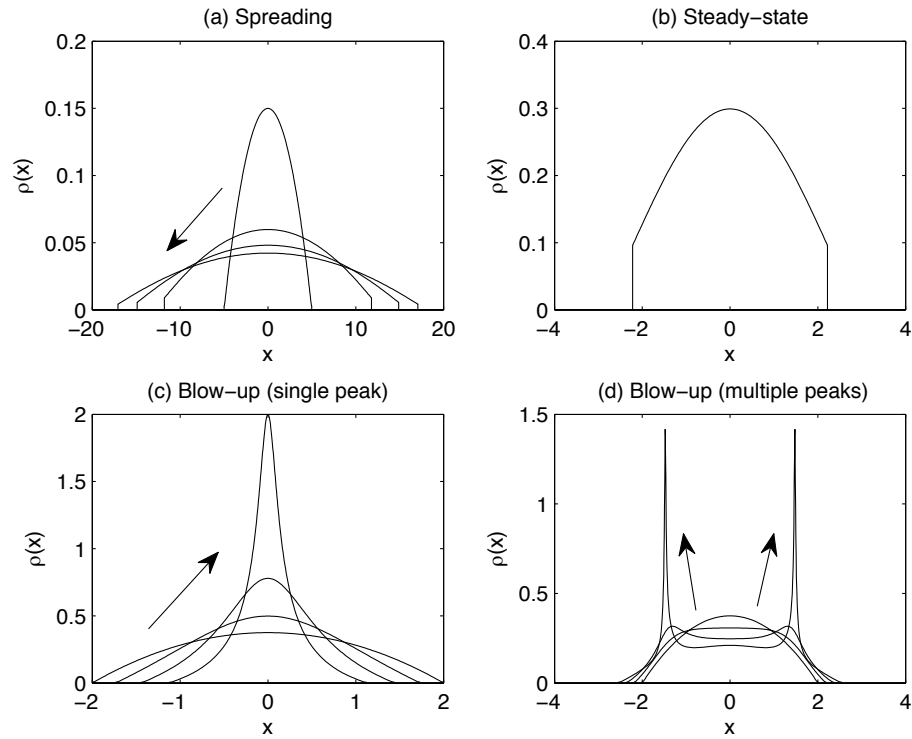 (a) Spreading
0.2
0.15
0.1
0.05
0
ρ(x)
−20 −10 0 10 20
x
(b) Steady−state
0.4
0.3
0.2
0.1
0
ρ(x)
−4 −2 0 2 4
x
(c) Blow−up (single peak)
2
1.5
1
0.5
0
ρ(x)
−2 −1 0 1 2
x
(d) Blow−up (multiple peaks)
1.5
1
0.5
0
ρ(x)
−4 −2 0 2 4
x